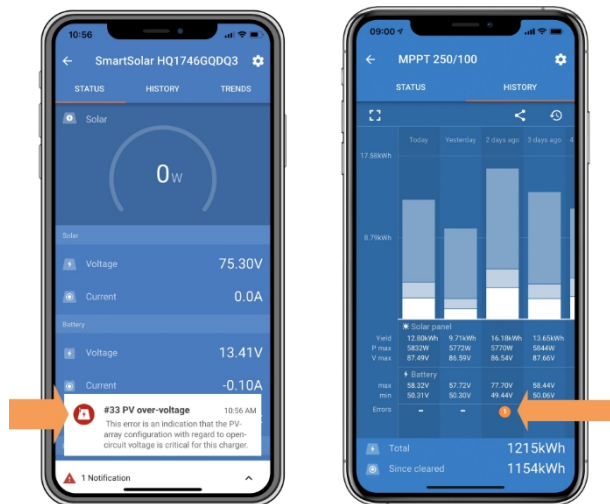 10:56
SmartSolar HQ1746GQDQ3
STATUS HISTORY TRENDS
Solar
0W
Solar
Voltage 75.30V
Current 0.0A
Battery
Voltage 13.41V
Current -0.10A
#33 PV over-voltage 10:56 AM
This error is an indication that the PV-
array configuration with regard to open-
circuit voltage is critical for this charger.
1 Notification
09:00
MPPT 250/100
STATUS HISTORY
Today Yesterday 2 days ago 3 days ago 4
17.58kWh
8.79kWh
Solar panel
Yield 12.80kWh 9.71kWh 16.18kWh 13.65kWh
P max 5832W 5772W 5770W 5844W
V max 87.49V 86.59V 86.54V 87.66V
Battery
max 58.32V 57.72V 77.70V 58.44V
min 50.31V 50.30V 49.44V 50.06V
Errors – – 1
Total 1215kWh
Since cleared 1154kWh